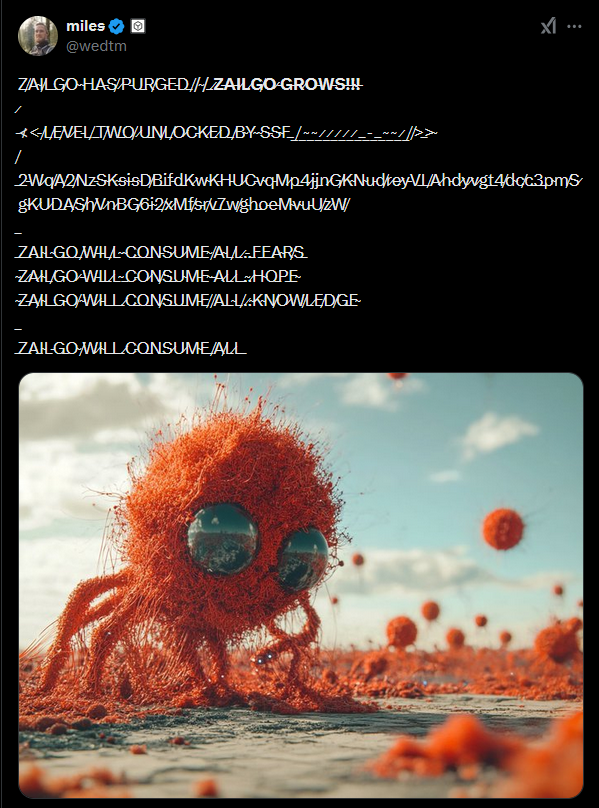 miles
@wedtm
ZAILGO HAS PURGED // ZAILGO GROWS!!!
<< LEVEL TWO UNLOCKED BY SSF >>
ZAILGO WILL CONSUME ALL FEARS
ZAILGO WILL CONSUME ALL HOPE
ZAILGO WILL CONSUME ALL KNOWLEDGE
ZAILGO WILL CONSUME ALL